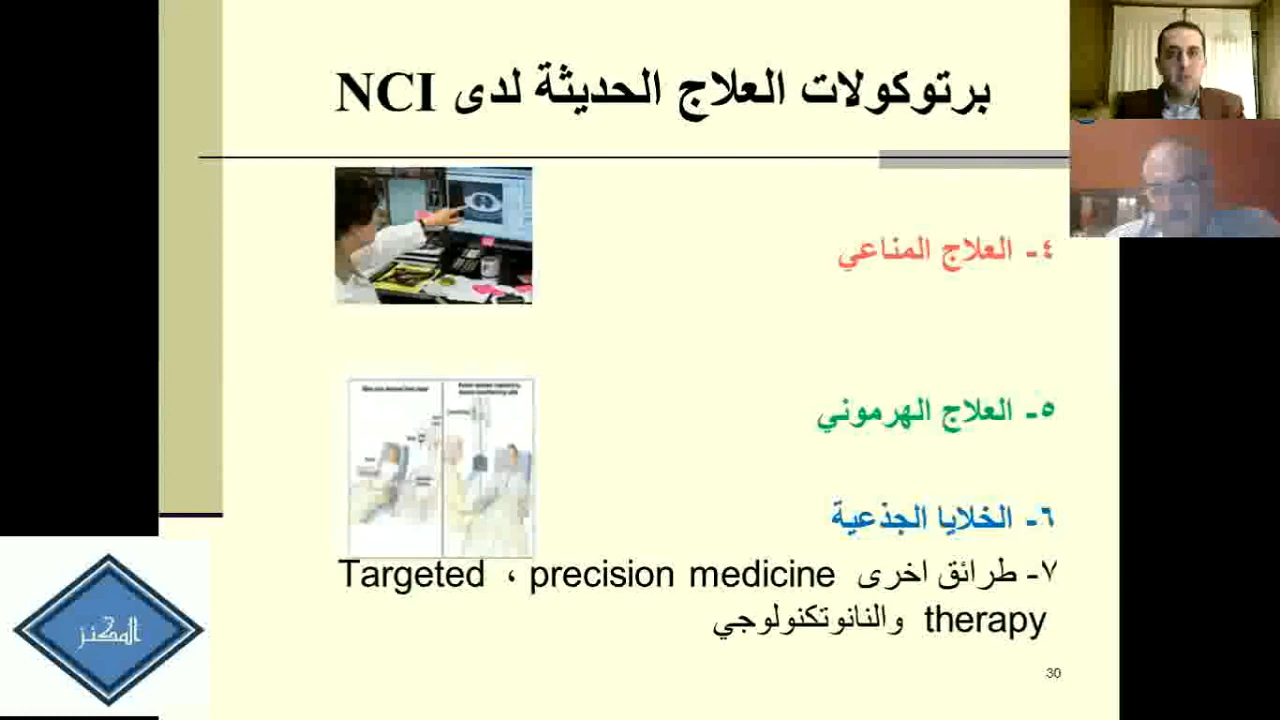 برتوكولات العلاج الحديثة لدى NCI
٤- العلاج المناعي
٥- العلاج الهرموني
٦- الخلايا الجذعية
٧- طرائق اخرى precision medicine ، Targeted
therapy والنانوتكنولوجي
30
المكنز